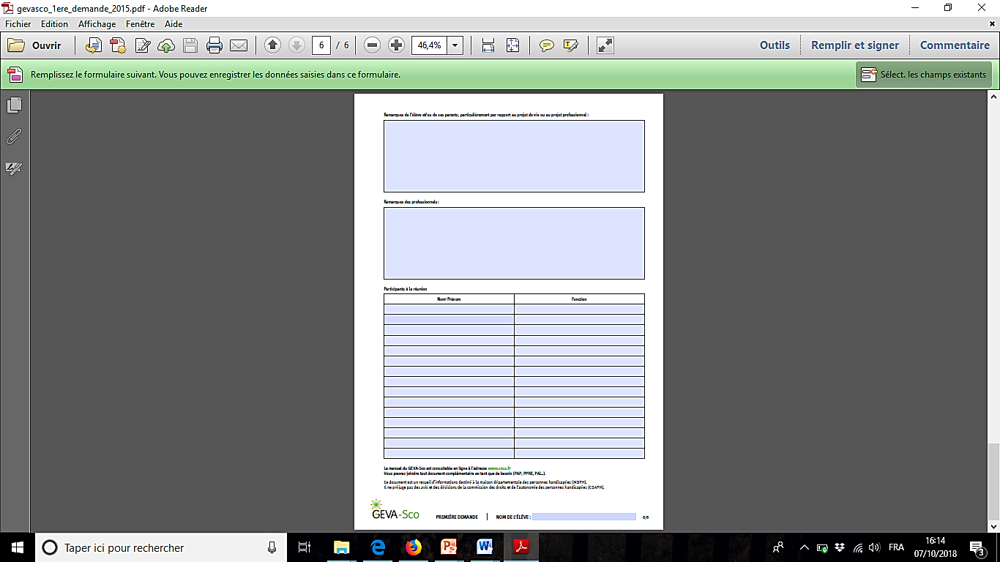 gevasco_1ere_demande_2015.pdf - Adobe Reader
Fichier Edition Affichage Fenêtre Aide
Ouvrir 6 / 6 46,4% Outils Remplir et signer Commentaire
Remplissez le formulaire suivant. Vous pouvez enregistrer les données saisies dans ce formulaire. Sélect. les champs existants
Remarques de l'élève et/ou de ses parents, particulièrement par rapport au projet de vie ou au projet professionnel :
Remarques des professionnels :
Participants à la réunion
Nom Prénom Fonction
Le manuel du GEVA-Sco est consultable en ligne à l'adresse www.cnsa.fr
Vous pouvez joindre tout document complémentaire en tant que de besoin (PAP, PPRE, PAI…).
Ce document est un recueil d'informations destiné à la maison départementale des personnes handicapées (MDPH).
Il ne préjuge pas des avis et des décisions de la commission des droits et de l'autonomie des personnes handicapées (CDAPH).
GEVA-Sco PREMIÈRE DEMANDE | NOM DE L'ÉLÈVE : 6/6
Taper ici pour rechercher FRA 16:14
07/10/2018 3